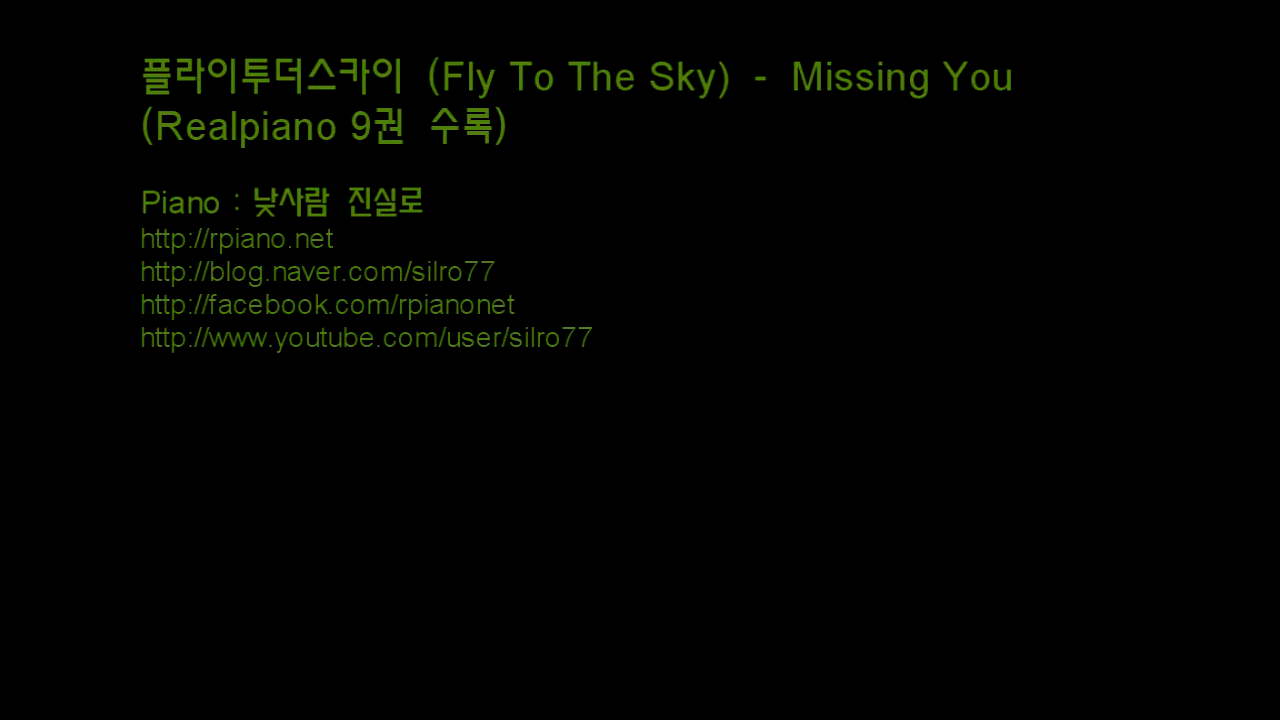 플라이투더스카이 (Fly To The Sky) - Missing You
(Realpiano 9권 수록)
Piano : 낮사람 진실로
http://rpiano.net
http://blog.naver.com/silro77
http://facebook.com/rpianonet
http://www.youtube.com/user/silro77